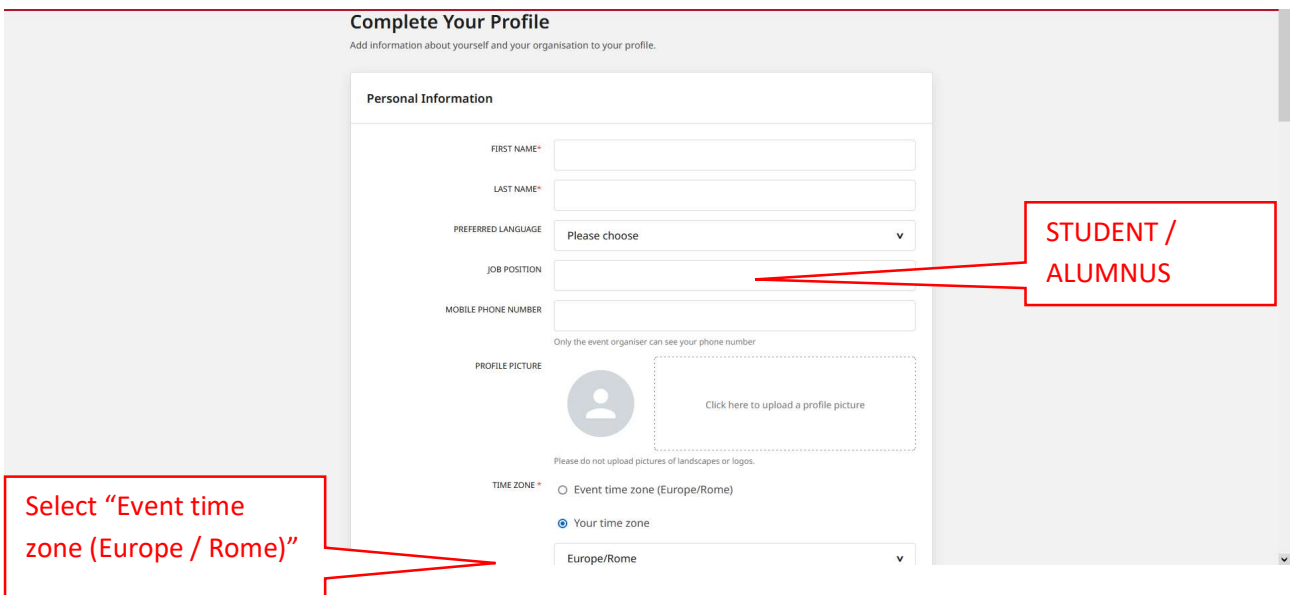 Complete Your Profile
Add information about yourself and your organisation to your profile.
Personal Information
FIRST NAME*
LAST NAME*
PREFERRED LANGUAGE
Please choose
JOB POSITION
STUDENT /
ALUMNUS
MOBILE PHONE NUMBER
Only the event organiser can see your phone number
PROFILE PICTURE
Click here to upload a profile picture
Please do not upload pictures of landscapes or logos.
TIME ZONE *
Event time zone (Europe/Rome)
Your time zone
Europe/Rome
Select “Event time
zone (Europe / Rome)”